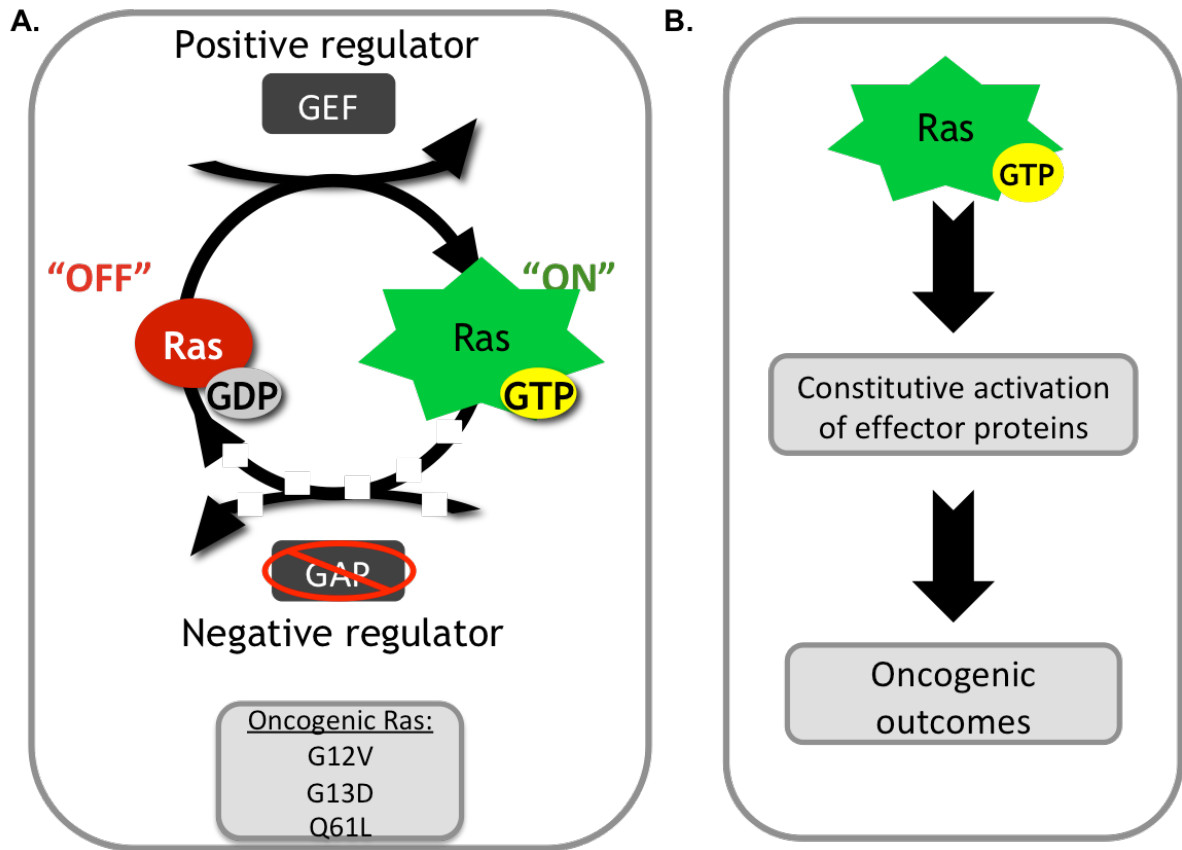 A.
Positive regulator
GEF
“OFF”
“ON”
Ras
GDP
Ras
GTP
GAP
Negative regulator
Oncogenic Ras:
G12V
G13D
Q61L
B.
Ras
GTP
Constitutive activation
of effector proteins
Oncogenic
outcomes